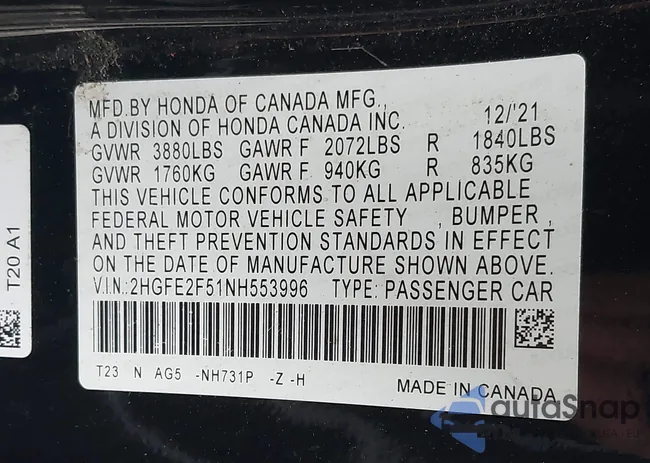 MFD.BY HONDA OF CANADA MFG.,
A DIVISION OF HONDA CANADA INC. 12/'21
GVWR 3880LBS GAWR F 2072LBS R 1840LBS
GVWR 1760KG GAWR F 940KG R 835KG
THIS VEHICLE CONFORMS TO ALL APPLICABLE
FEDERAL MOTOR VEHICLE SAFETY , BUMPER ,
AND THEFT PREVENTION STANDARDS IN EFFECT
ON THE DATE OF MANUFACTURE SHOWN ABOVE.
V.I.N.:2HGFE2F51NH553996 TYPE: PASSENGER CAR
T23 N AG5 -NH731P -Z -H
MADE IN CANADA
T20 A1
autoSnap